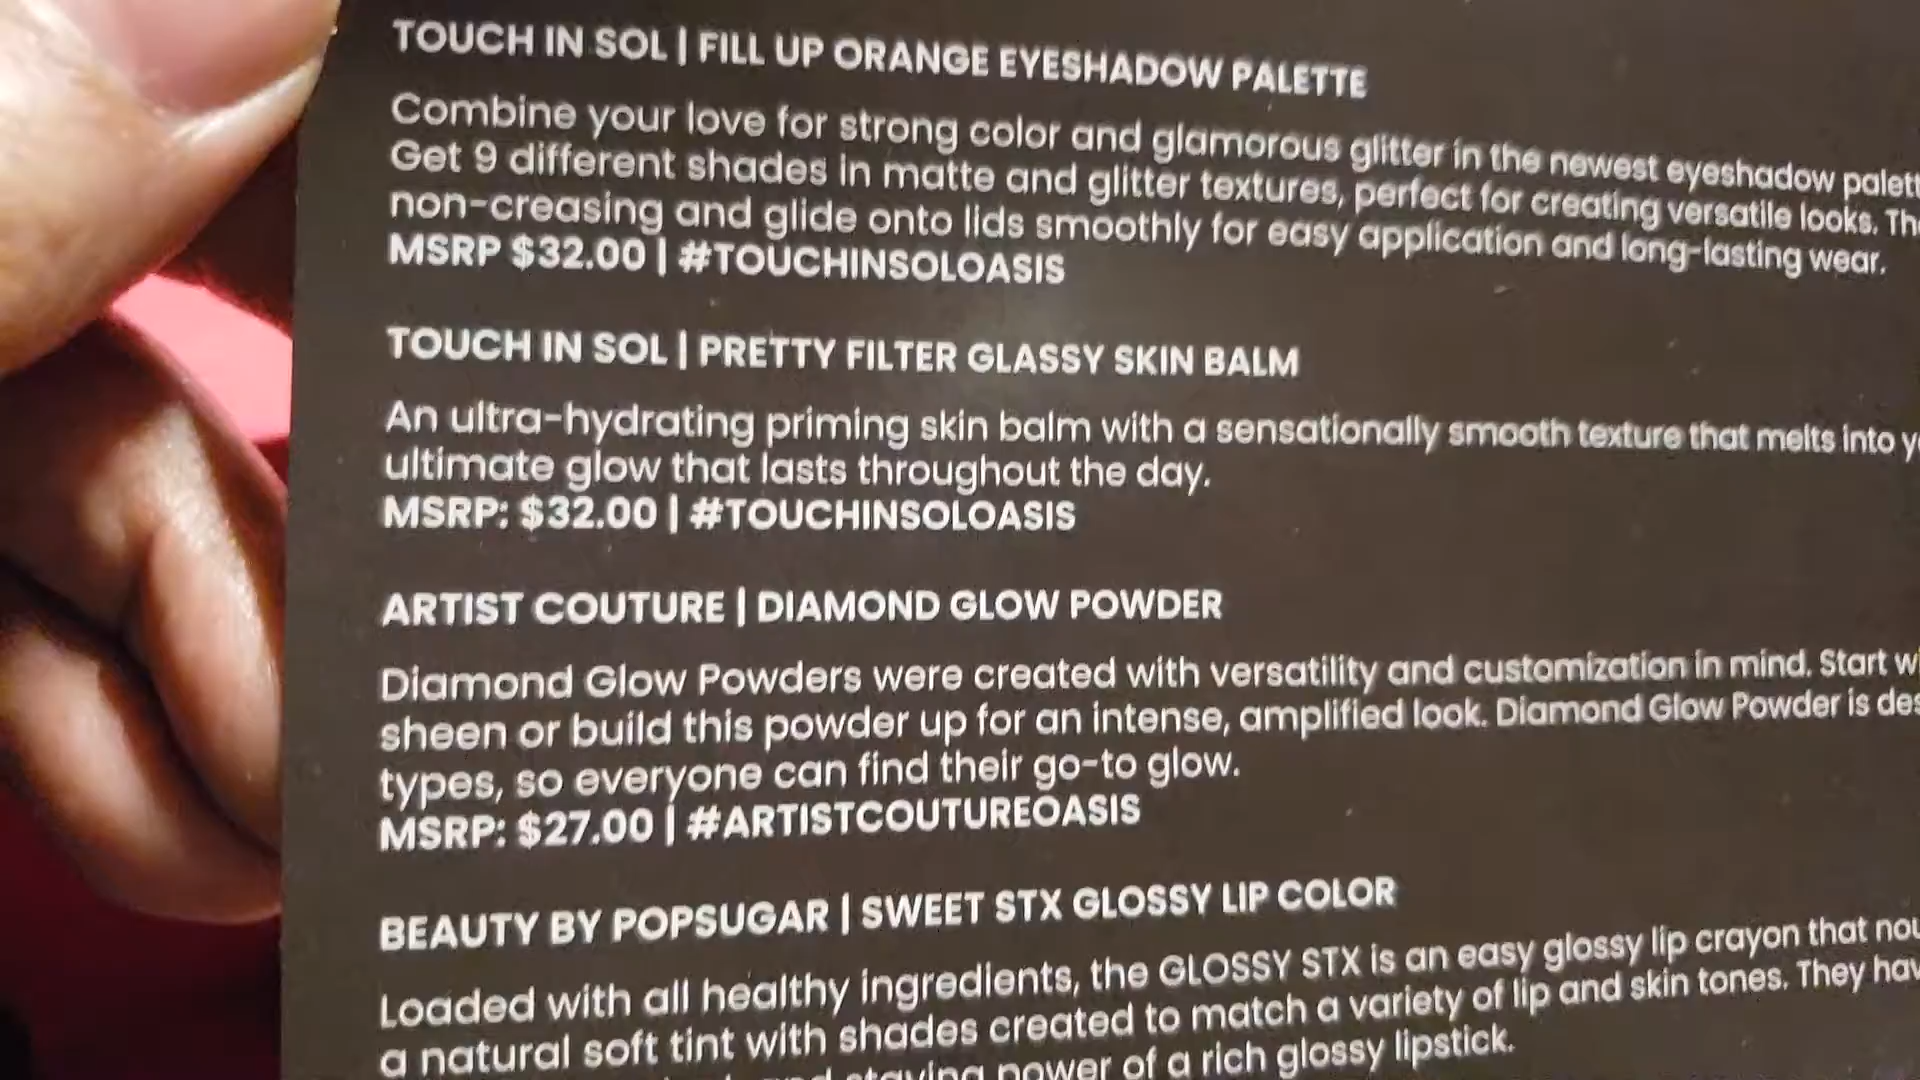 TOUCH IN SOL | FILL UP ORANGE EYESHADOW PALETTE
Combine your love for strong color and glamorous glitter in the newest eyeshadow
Get 9 different shades in matte and glitter textures, perfect for creating versatile looks.
non-creasing and glide onto lids smoothly for easy application and long-lasting wear.
MSRP $32.00 | #TOUCHINSOLOASIS
TOUCH IN SOL | PRETTY FILTER GLASSY SKIN BALM
An ultra-hydrating priming skin balm with a sensationally smooth texture that melts into
ultimate glow that lasts throughout the day.
MSRP: $32.00 | #TOUCHINSOLOASIS
ARTIST COUTURE | DIAMOND GLOW POWDER
Diamond Glow Powders were created with versatility and customization in mind. Start
sheen or build this powder up for an intense, amplified look. Diamond Glow Powder is
types, so everyone can find their go-to glow.
MSRP: $27.00 | #ARTISTCOUTUREOASIS
BEAUTY BY POPSUGAR | SWEET STX GLOSSY LIP COLOR
Loaded with all healthy ingredients, the GLOSSY STX is an easy glossy lip crayon that
a natural soft tint with shades created to match a variety of lip and skin tones. They
and staying power of a rich glossy lipstick.